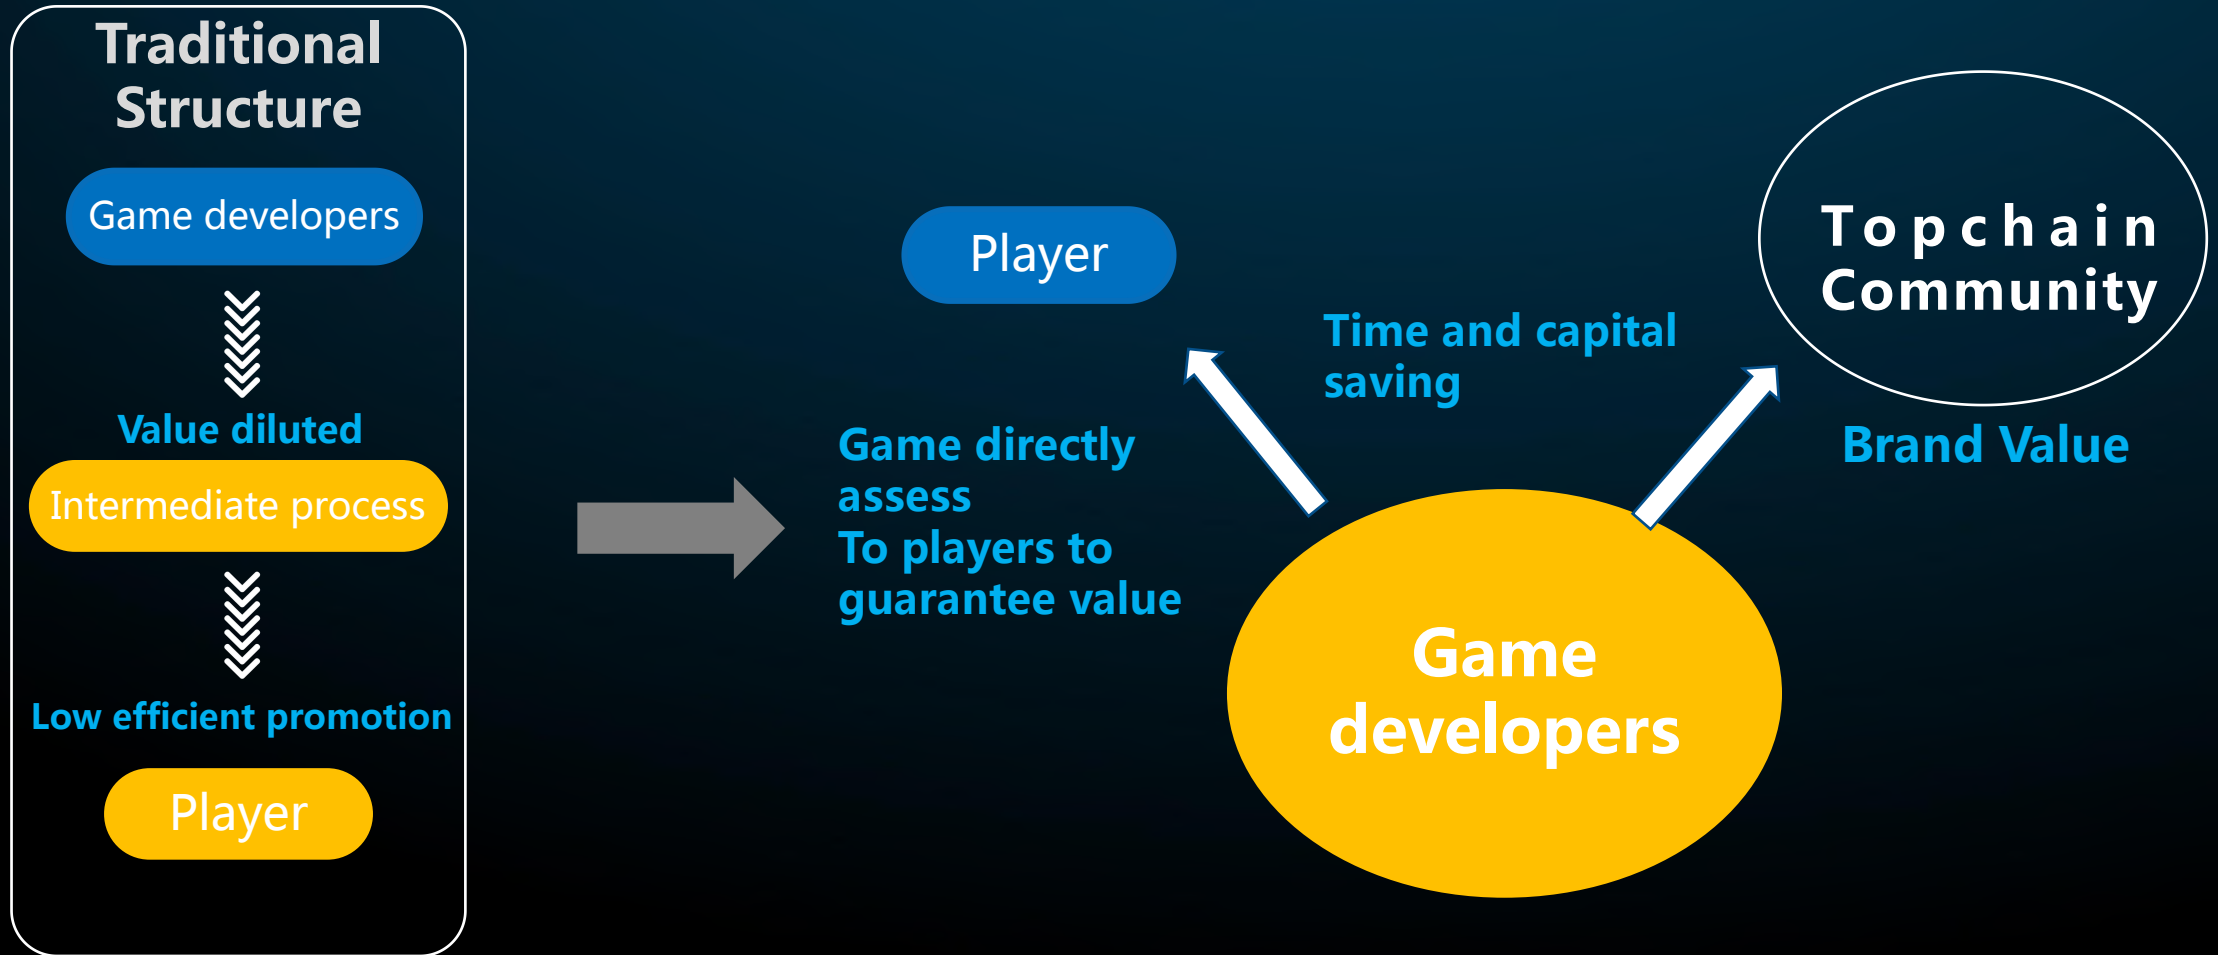 Traditional
Structure
Game developers
Value diluted
Intermediate process
Low efficient promotion
Player
Player
Game directly
assess
To players to
guarantee value
Time and capital
saving
Topchain
Community
Brand Value
Game
developers